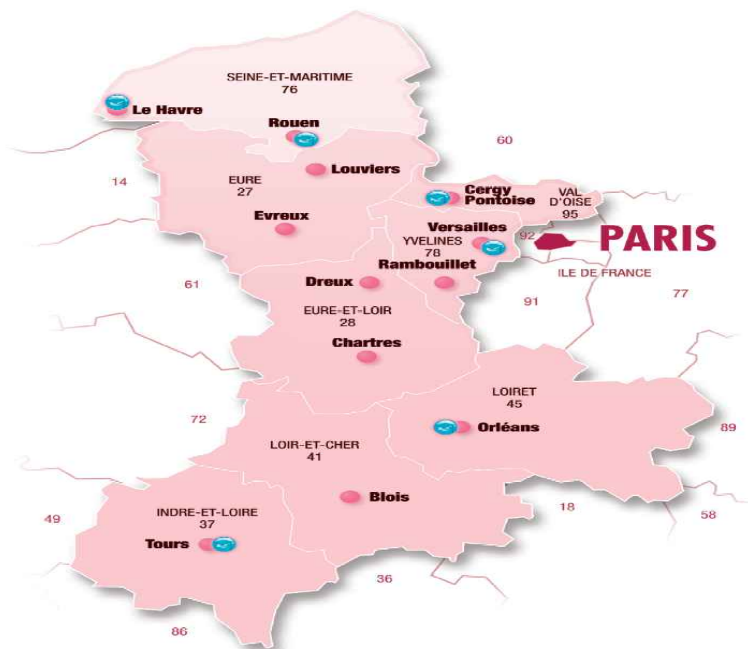 SEINE-ET-MARITIME
76
Le Havre
Rouen
60
Louviers
14
EURE
27
Cergy
Pontoise
VAL
D'OISE
95
Evreux
Versailles
92
PARIS
YVELINES
78
Rambouillet
ILE DE FRANCE
61
Dreux
91
77
EURE-ET-LOIR
28
Chartres
LOIRET
45
72
Orléans
89
LOIR-ET-CHER
41
Blois
18
58
49
INDRE-ET-LOIRE
37
Tours
36
86